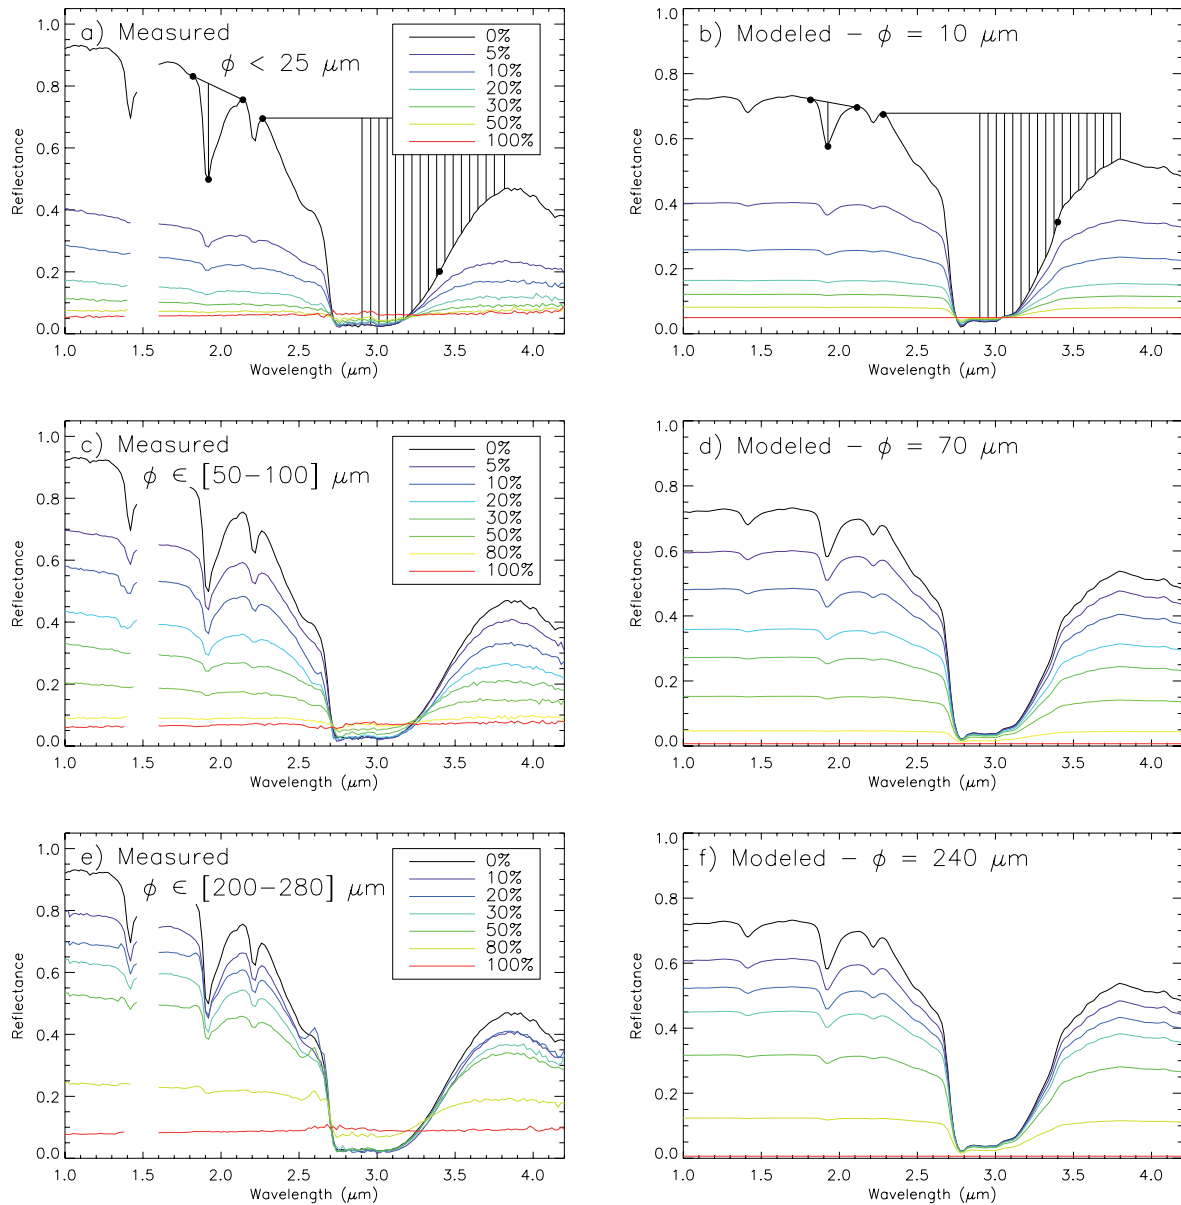 a) Measured
ϕ < 25 μm
0%
5%
10%
20%
30%
50%
100%
1.0
0.8
0.6
0.4
0.2
0.0
Reflectance
1.0 1.5 2.0 2.5 3.0 3.5 4.0
Wavelength (μm)
b) Modeled − ϕ = 10 μm
1.0
0.8
0.6
0.4
0.2
0.0
Reflectance
1.0 1.5 2.0 2.5 3.0 3.5 4.0
Wavelength (μm)
c) Measured
ϕ ∈ [50−100] μm
0%
5%
10%
20%
30%
50%
80%
100%
1.0
0.8
0.6
0.4
0.2
0.0
Reflectance
1.0 1.5 2.0 2.5 3.0 3.5 4.0
Wavelength (μm)
d) Modeled − ϕ = 70 μm
1.0
0.8
0.6
0.4
0.2
0.0
Reflectance
1.0 1.5 2.0 2.5 3.0 3.5 4.0
Wavelength (μm)
e) Measured
ϕ ∈ [200−280] μm
0%
10%
20%
30%
50%
80%
100%
1.0
0.8
0.6
0.4
0.2
0.0
Reflectance
1.0 1.5 2.0 2.5 3.0 3.5 4.0
Wavelength (μm)
f) Modeled − ϕ = 240 μm
1.0
0.8
0.6
0.4
0.2
0.0
Reflectance
1.0 1.5 2.0 2.5 3.0 3.5 4.0
Wavelength (μm)